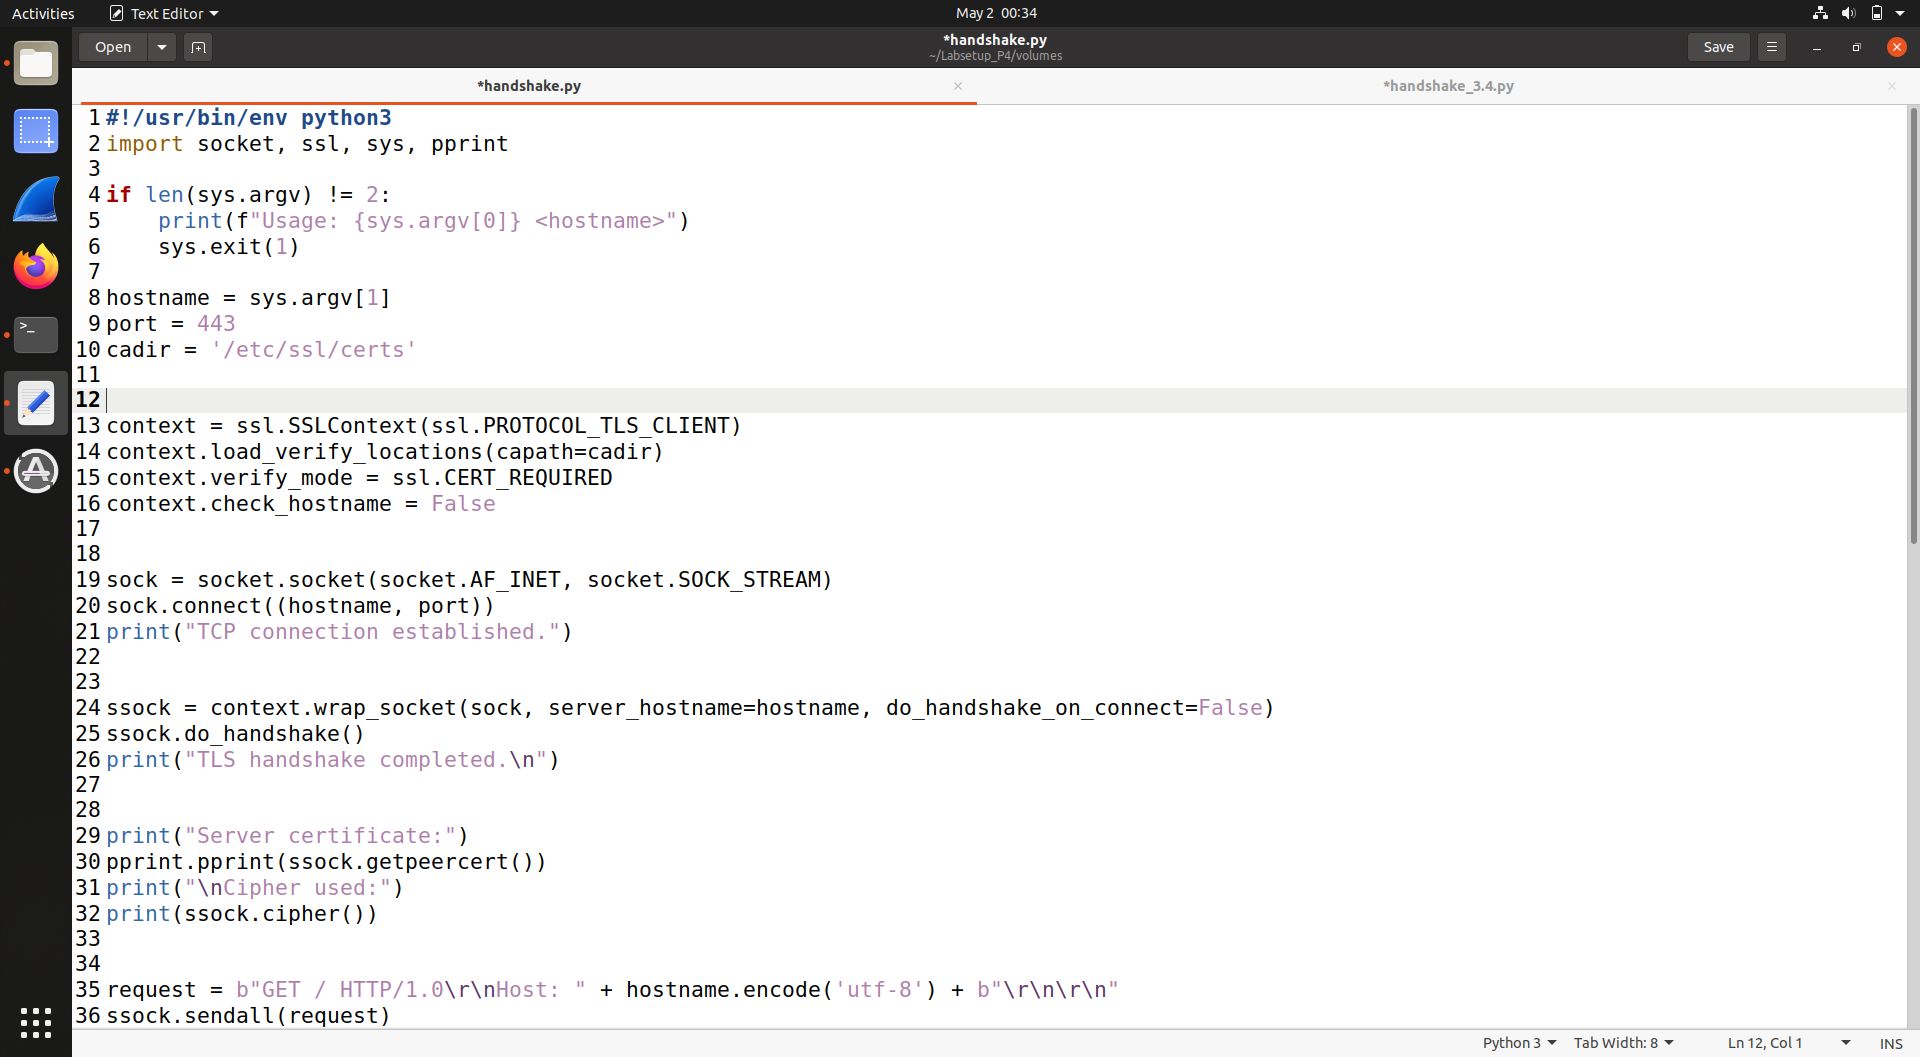 Activities
Text Editor
May 2 00:34
Open
*handshake.py
~/Labsetup_P4/volumes
Save
*handshake.py
*handshake_3.4.py
1 #!/usr/bin/env python3
2 import socket, ssl, sys, pprint
3
4 if len(sys.argv) != 2:
5     print(f"Usage: {sys.argv[0]} <hostname>")
6     sys.exit(1)
7
8 hostname = sys.argv[1]
9 port = 443
10 cadir = '/etc/ssl/certs'
11
12
13 context = ssl.SSLContext(ssl.PROTOCOL_TLS_CLIENT)
14 context.load_verify_locations(capath=cadir)
15 context.verify_mode = ssl.CERT_REQUIRED
16 context.check_hostname = False
17
18
19 sock = socket.socket(socket.AF_INET, socket.SOCK_STREAM)
20 sock.connect((hostname, port))
21 print("TCP connection established.")
22
23
24 ssock = context.wrap_socket(sock, server_hostname=hostname, do_handshake_on_connect=False)
25 ssock.do_handshake()
26 print("TLS handshake completed.\n")
27
28
29 print("Server certificate:")
30 pprint.pprint(ssock.getpeercert())
31 print("\nCipher used:")
32 print(ssock.cipher())
33
34
35 request = b"GET / HTTP/1.0\r\nHost: " + hostname.encode('utf-8') + b"\r\n\r\n"
36 ssock.sendall(request)
Python 3
Tab Width: 8
Ln 12, Col 1
INS